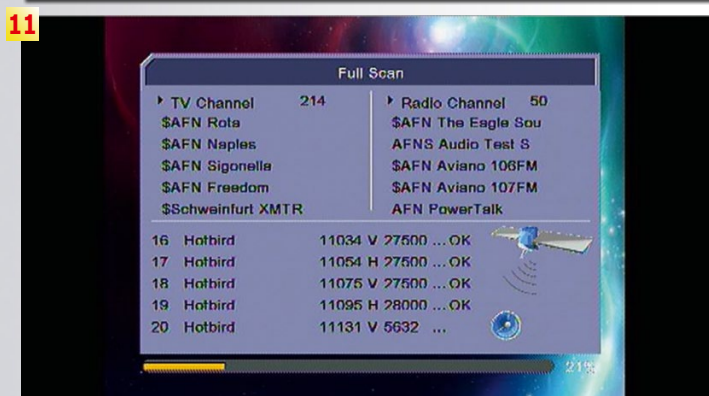 11
Full Scan
TV Channel 214
$AFN Rota
$AFN Naples
$AFN Sigonella
$AFN Freedom
$Schweinfurt XMTR
Radio Channel 50
$AFN The Eagle Sou
AFNS Audio Test S
$AFN Aviano 106FM
$AFN Aviano 107FM
AFN PowerTalk
16 Hotbird 11034 V 27500 ...OK
17 Hotbird 11054 H 27500 ...OK
18 Hotbird 11075 V 27500 ...OK
19 Hotbird 11095 H 28000 ...OK
20 Hotbird 11131 V 5632 ...
21%